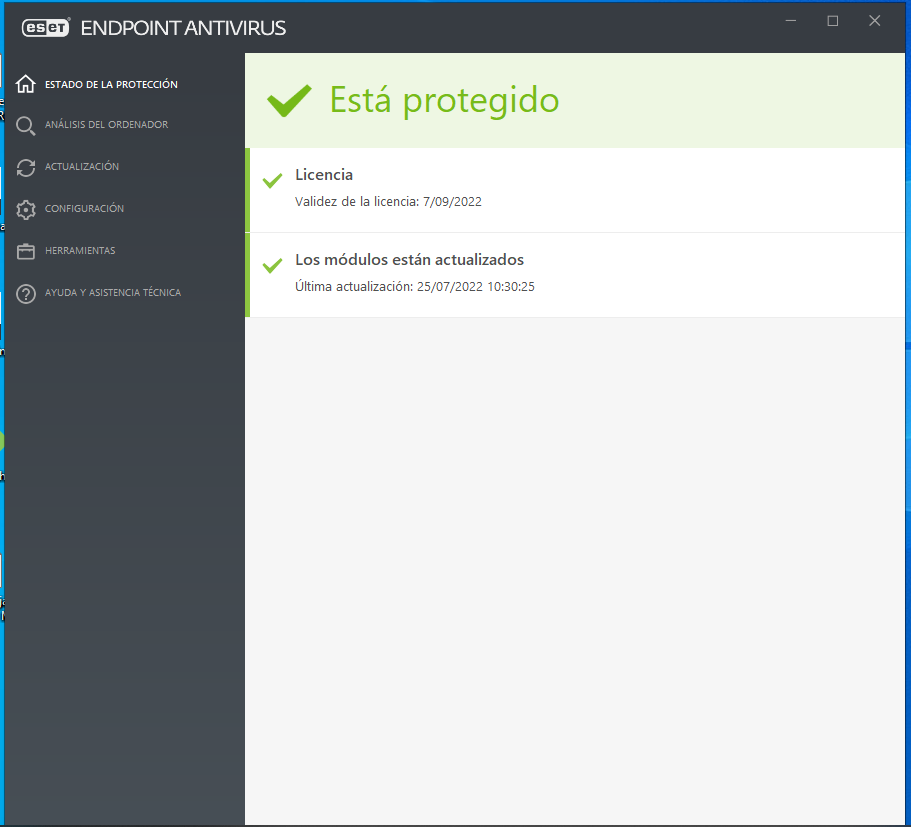 eset ENDPOINT ANTIVIRUS
ESTADO DE LA PROTECCIÓN
ANÁLISIS DEL ORDENADOR
ACTUALIZACIÓN
CONFIGURACIÓN
HERRAMIENTAS
AYUDA Y ASISTENCIA TÉCNICA
Está protegido
Licencia
Validez de la licencia: 7/09/2022
Los módulos están actualizados
Última actualización: 25/07/2022 10:30:25